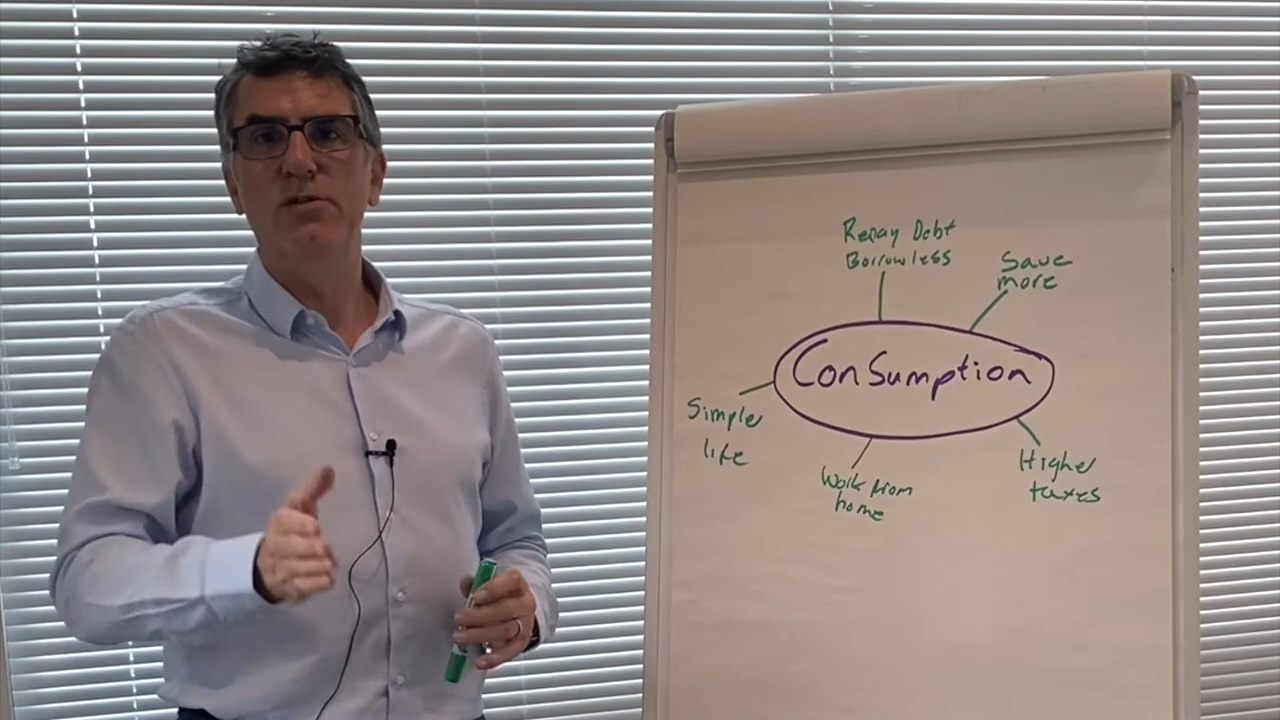 Repay Debt
Borrow less
Save
more
Consumption
Simple
life
Higher
taxes
Work from
home